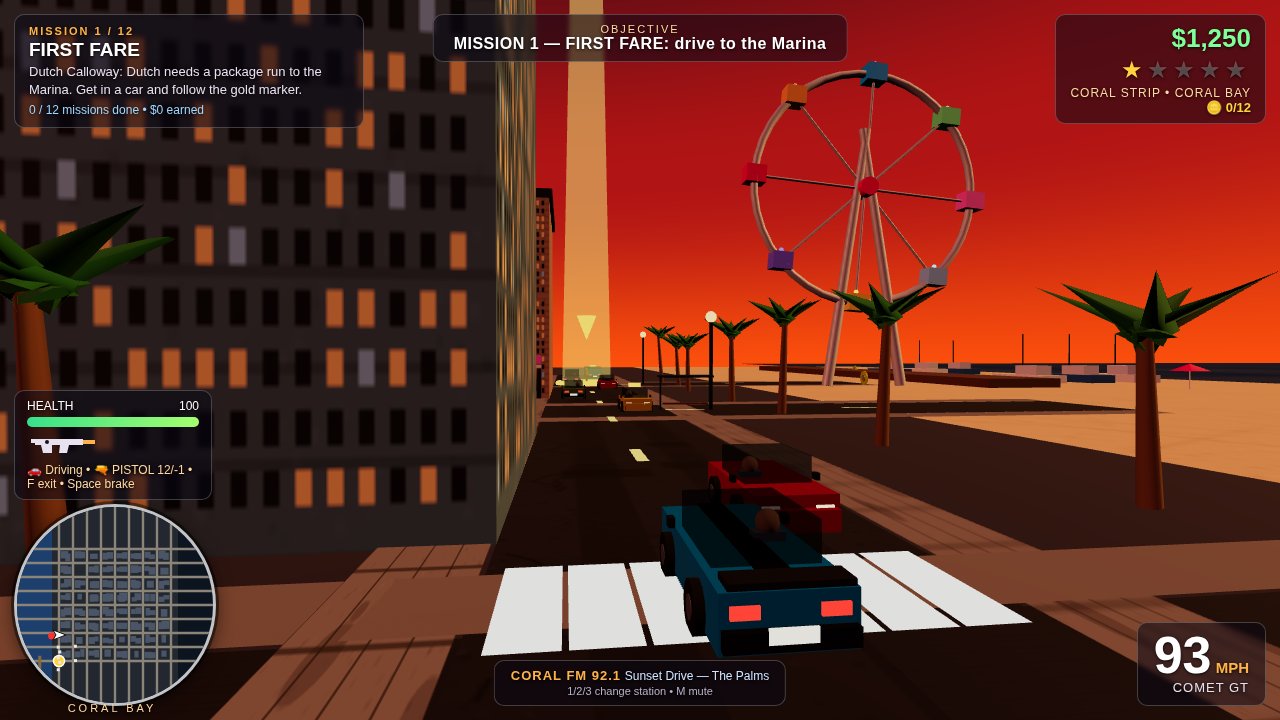 MISSION 1 / 12
FIRST FARE
Dutch Calloway: Dutch needs a package run to the
Marina. Get in a car and follow the gold marker.
0 / 12 missions done • $0 earned
OBJECTIVE
MISSION 1 — FIRST FARE: drive to the Marina
$1,250
CORAL STRIP • CORAL BAY
0/12
HEALTH 100
Driving • PISTOL 12/-1 •
F exit • Space brake
CORAL BAY
CORAL FM 92.1 Sunset Drive — The Palms
1/2/3 change station • M mute
93 MPH
COMET GT